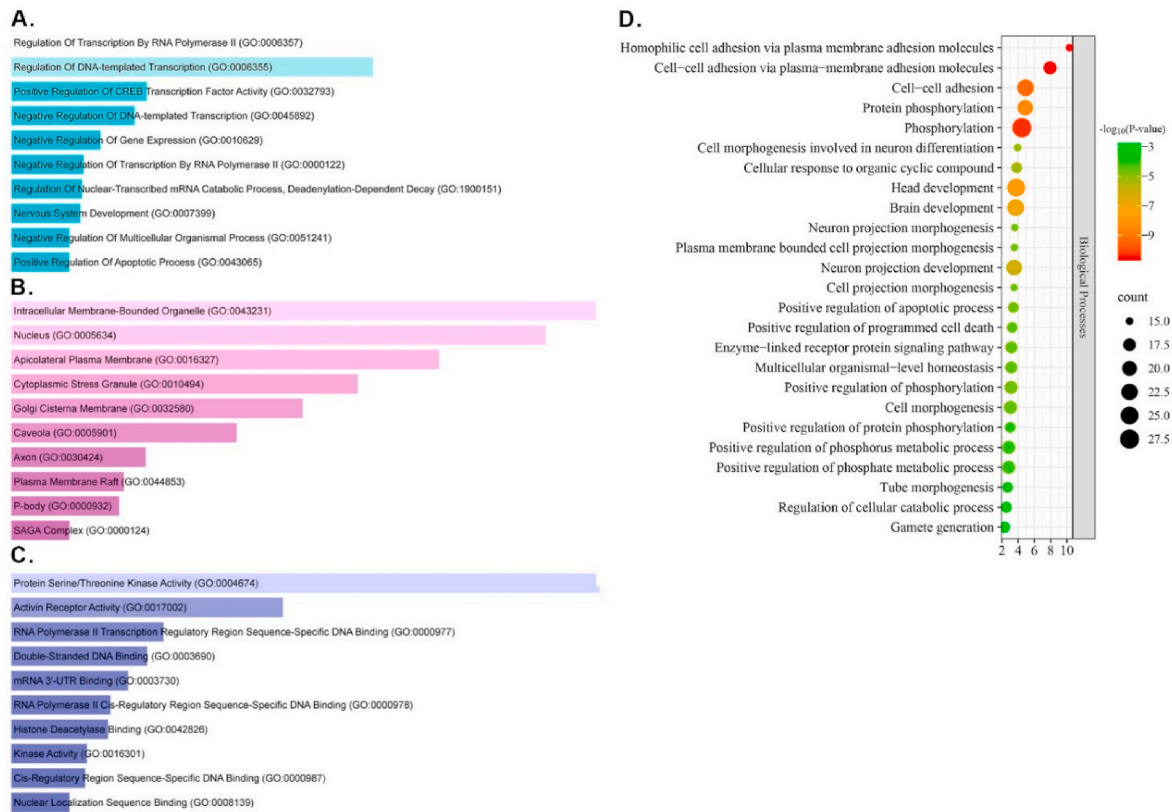 A.
Regulation Of Transcription By RNA Polymerase II (GO:0006357)
Regulation Of DNA-templated Transcription (GO:0006355)
Positive Regulation Of CREB Transcription Factor Activity (GO:0032793)
Negative Regulation Of DNA-templated Transcription (GO:0045892)
Negative Regulation Of Gene Expression (GO:0010629)
Negative Regulation Of Transcription By RNA Polymerase II (GO:0000122)
Regulation Of Nuclear-Transcribed mRNA Catabolic Process, Deadenylation-Dependent Decay (GO:1900151)
Nervous System Development (GO:0007399)
Negative Regulation Of Multicellular Organismal Process (GO:0051241)
Positive Regulation Of Apoptotic Process (GO:0043065)
B.
Intracellular Membrane-Bounded Organelle (GO:0043231)
Nucleus (GO:0005634)
Apicolateral Plasma Membrane (GO:0016327)
Cytoplasmic Stress Granule (GO:0010494)
Golgi Cisterna Membrane (GO:0032580)
Caveola (GO:0005901)
Axon (GO:0030424)
Plasma Membrane Raft (GO:0044853)
P-body (GO:0000932)
SAGA Complex (GO:0000124)
C.
Protein Serine/Threonine Kinase Activity (GO:0004674)
Activin Receptor Activity (GO:0017002)
RNA Polymerase II Transcription Regulatory Region Sequence-Specific DNA Binding (GO:0000977)
Double-Stranded DNA Binding (GO:0003690)
mRNA 3'-UTR Binding (GO:0003730)
RNA Polymerase II Cis-Regulatory Region Sequence-Specific DNA Binding (GO:0000978)
Histone Deacetylase Binding (GO:0042826)
Kinase Activity (GO:0016301)
Cis-Regulatory Region Sequence-Specific DNA Binding (GO:0000987)
Nuclear Localization Sequence Binding (GO:0008139)
D.
Homophilic cell adhesion via plasma membrane adhesion molecules
Cell−cell adhesion via plasma−membrane adhesion molecules
Cell−cell adhesion
Protein phosphorylation
Phosphorylation
Cell morphogenesis involved in neuron differentiation
Cellular response to organic cyclic compound
Head development
Brain development
Neuron projection morphogenesis
Plasma membrane bounded cell projection morphogenesis
Neuron projection development
Cell projection morphogenesis
Positive regulation of apoptotic process
Positive regulation of programmed cell death
Enzyme−linked receptor protein signaling pathway
Multicellular organismal−level homeostasis
Positive regulation of phosphorylation
Cell morphogenesis
Positive regulation of protein phosphorylation
Positive regulation of phosphorus metabolic process
Positive regulation of phosphate metabolic process
Tube morphogenesis
Regulation of cellular catabolic process
Gamete generation
2 4 6 8 10
Biological Processes
-log10(P-value)
−3
−5
−7
−9
count
15.0
17.5
20.0
22.5
25.0
27.5